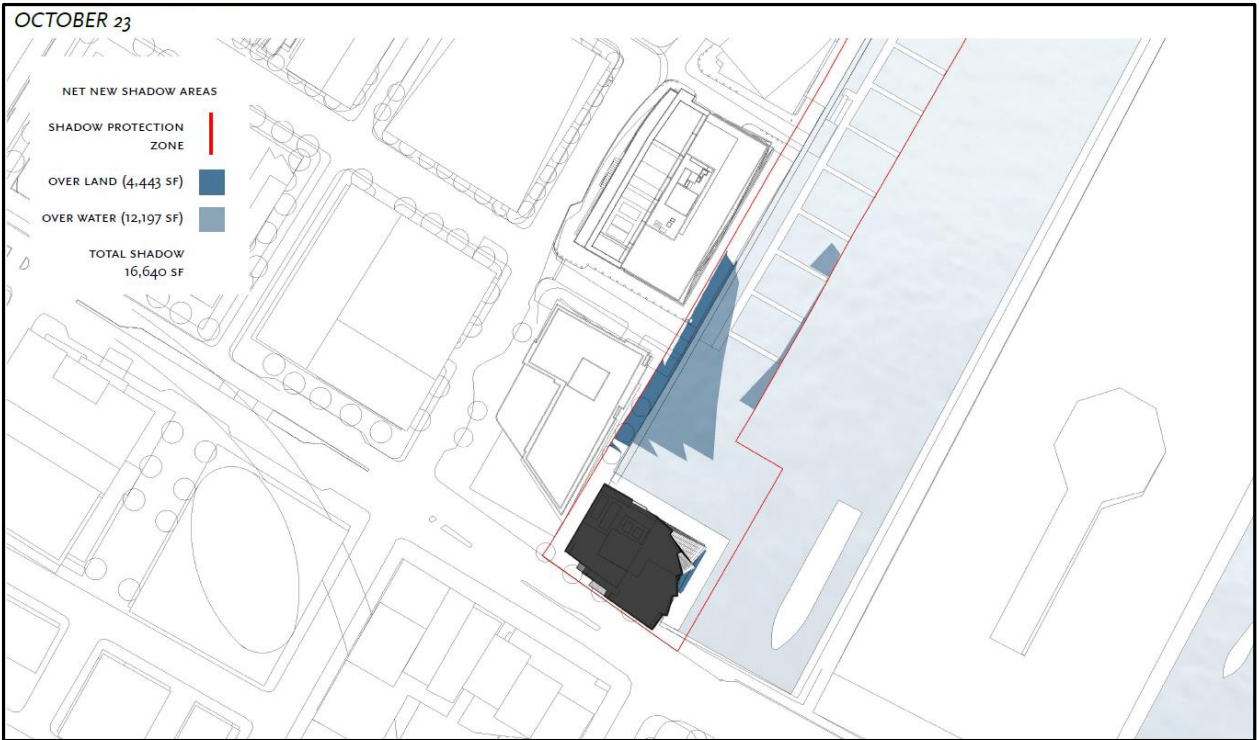 OCTOBER 23
NET NEW SHADOW AREAS
SHADOW PROTECTION
ZONE
OVER LAND (4,443 SF)
OVER WATER (12,197 SF)
TOTAL SHADOW
16,640 SF